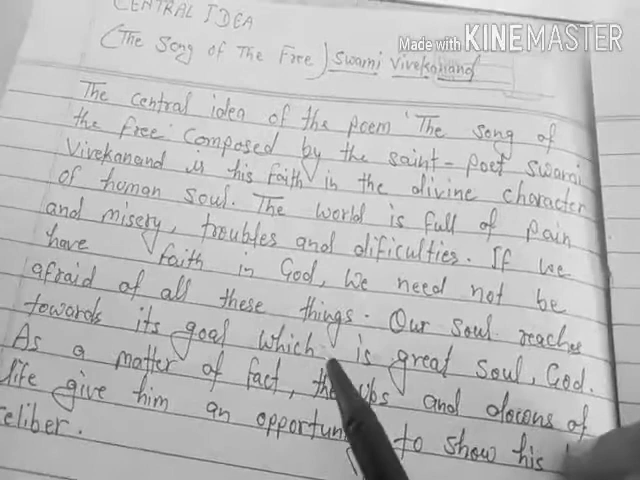 CENTRAL IDEA
(The Song of The Free) Swami Vivekanand
Made with KINEMASTER
The central idea of the poem 'The song of
the free' composed by the saint-poet swami
Vivekanand is his faith in the divine character
of human soul. The world is full of pain
and misery, troubles and dificulties. If we
have faith in God, we need not be
afraid of all these things. Our soul reaches
towards its goal which is great soul, God.
As a matter of fact, the ubs and docons of
life give him an opportun to show his
celiber.